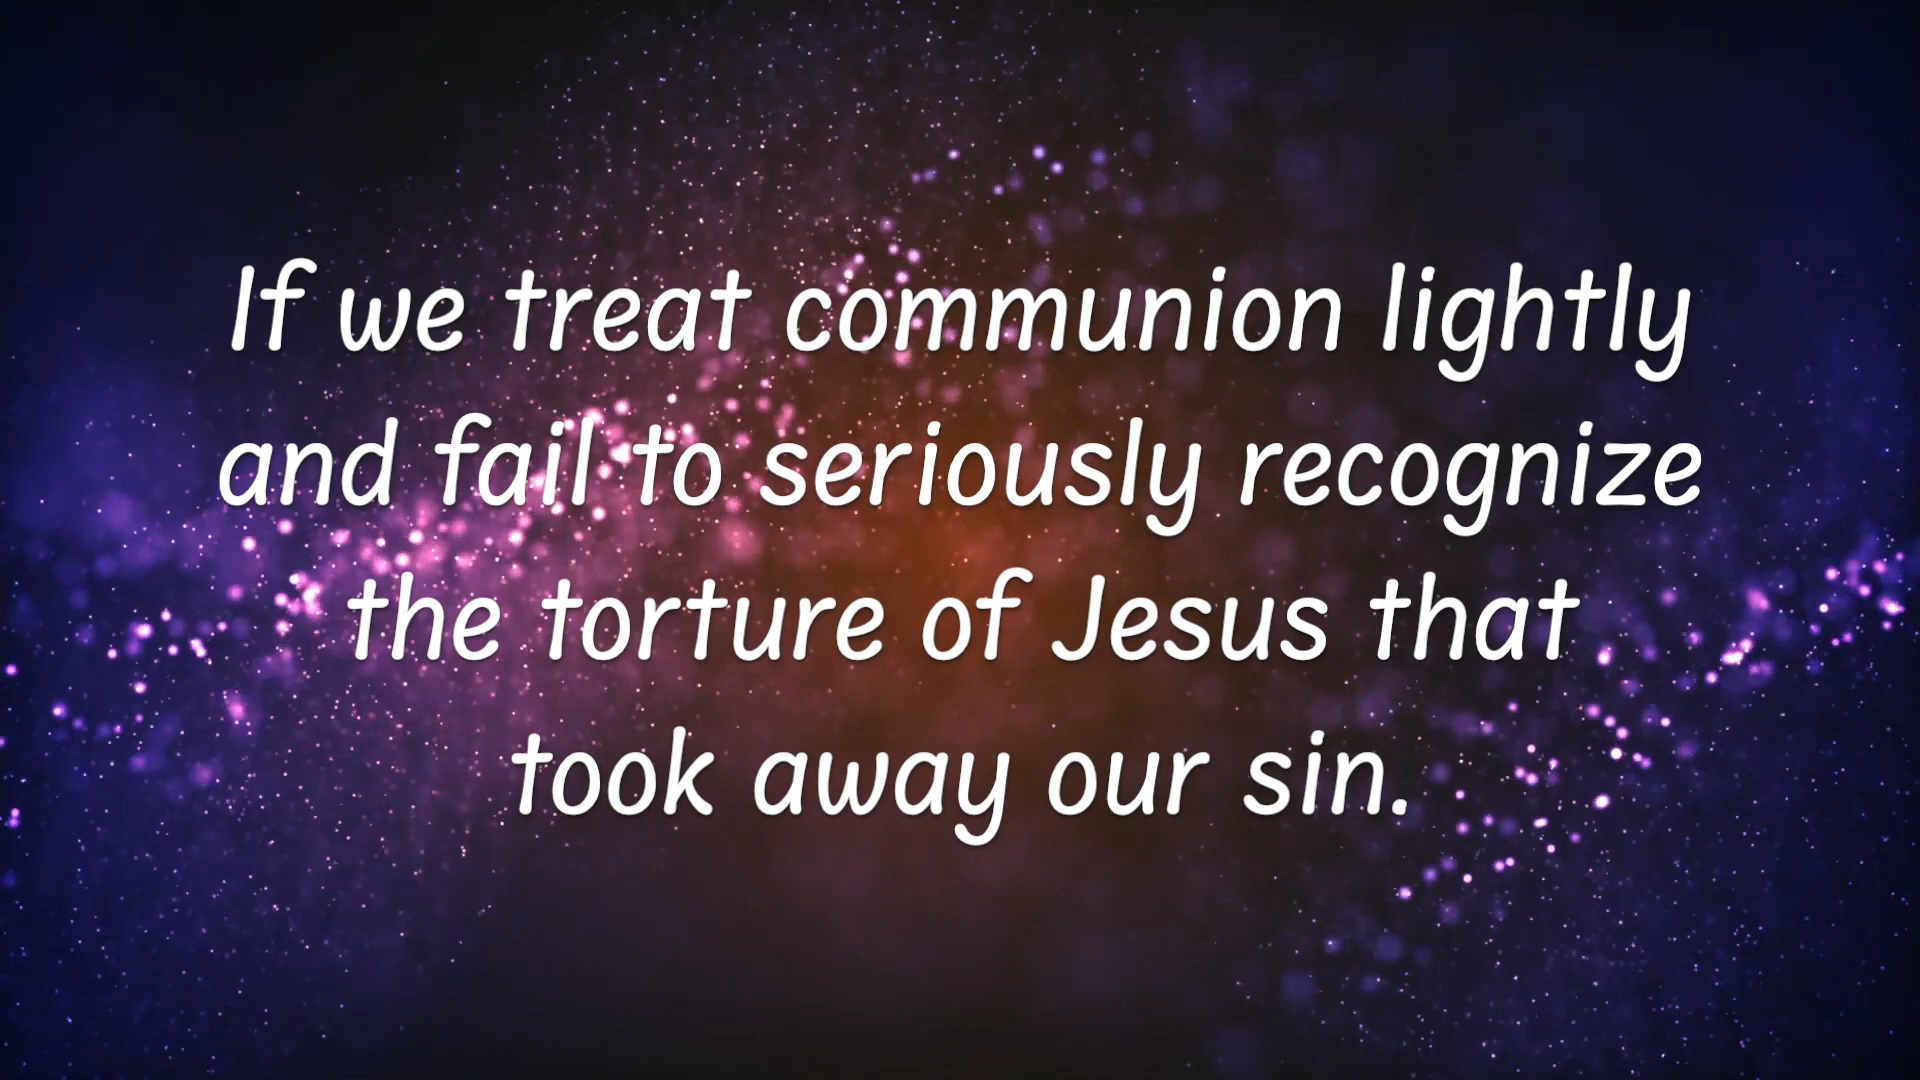 If we treat communion lightly
and fail to seriously recognize
the torture of Jesus that
took away our sin.